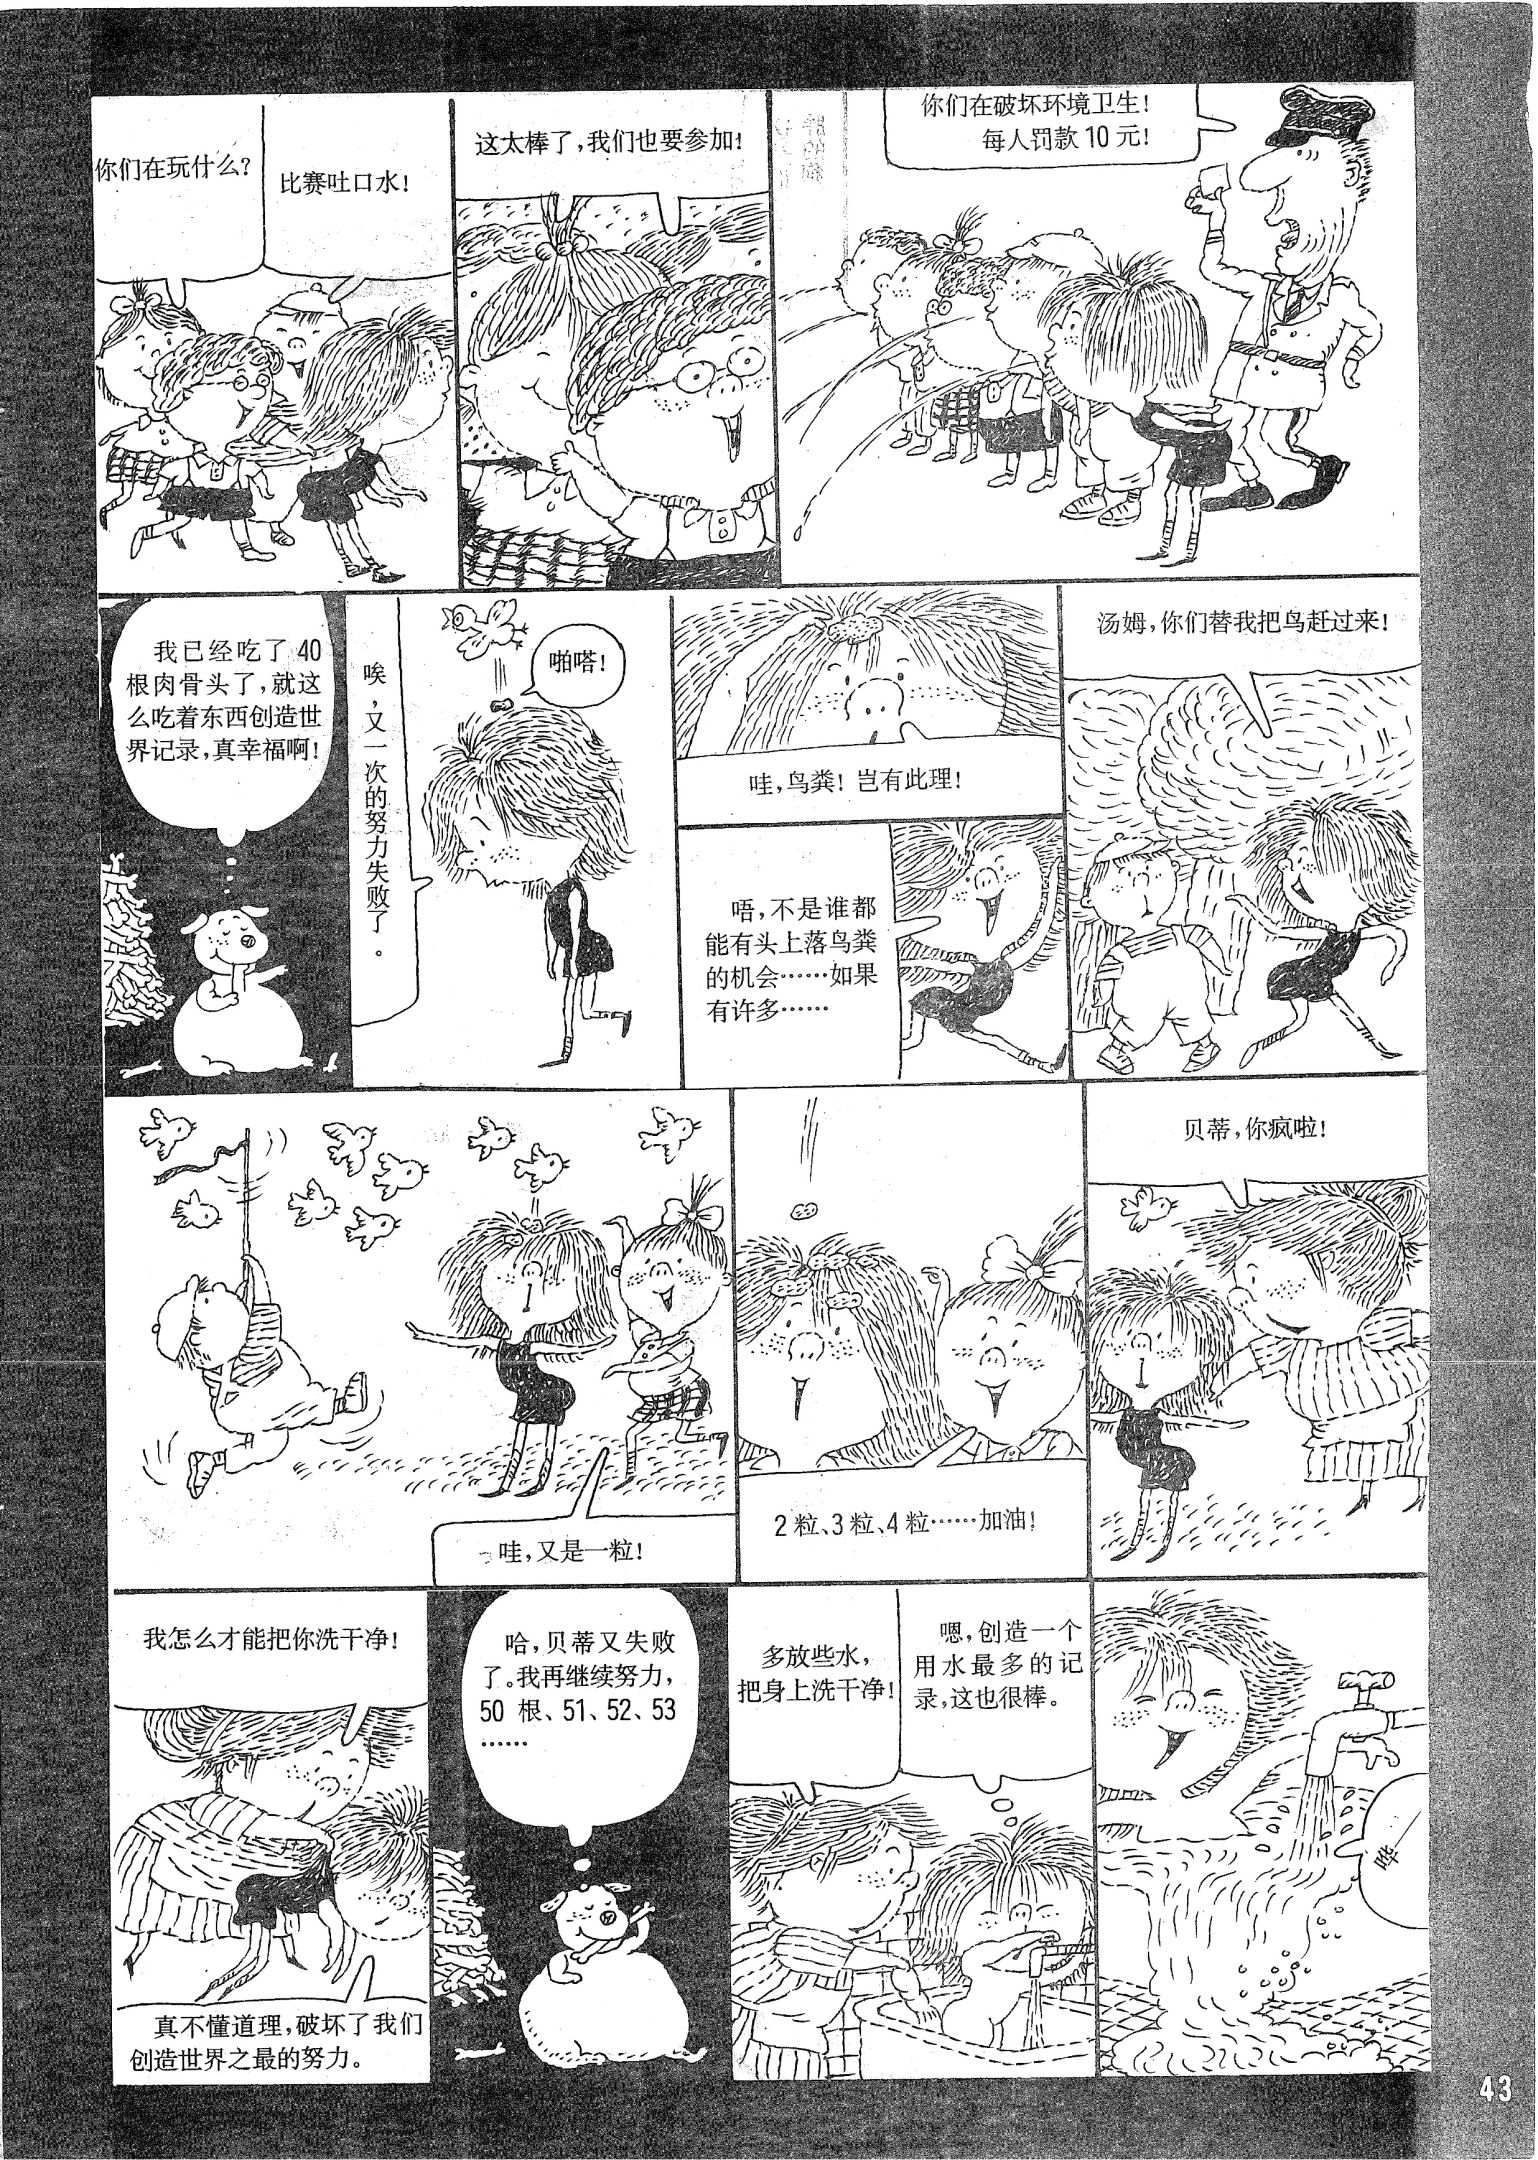 你们在玩什么?
比赛吐口水!
这太棒了,我们也要参加!
你们在破坏环境卫生!
每人罚款10元!
我已经吃了40
根肉骨头了,就这
么吃着东西创造世
界记录,真幸福啊!
唉,又一次的努力失败了。
啪嗒!
哇,鸟粪!岂有此理!
唔,不是谁都
能有头上落鸟粪
的机会……如果
有许多……
汤姆,你们替我把鸟赶过来!
哇,又是一粒!
2粒、3粒、4粒……加油!
贝蒂,你疯啦!
我怎么才能把你洗干净!
真不懂道理,破坏了我们
创造世界之最的努力。
哈,贝蒂又失败
了。我再继续努力,
50根、51、52、53
……
多放些水,
把身上洗干净!
嗯,创造一个
用水最多的记
录,这也很棒。
哗……
43